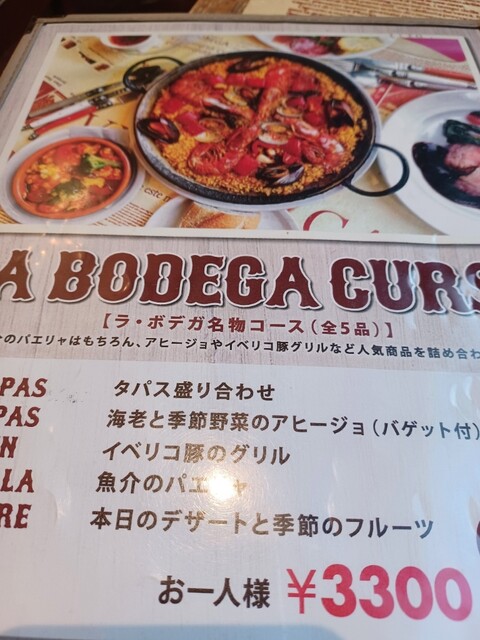 A BODEGA CURS
【ラ・ボデガ名物コース（全5品）】
のパエリャはもちろん、アヒージョやイベリコ豚グリルなど人気商品を詰め合わ
PAS タパス盛り合わせ
PAS 海老と季節野菜のアヒージョ（バゲット付）
N イベリコ豚のグリル
LA 魚介のパエリャ
RE 本日のデザートと季節のフルーツ
お一人様 ¥3300